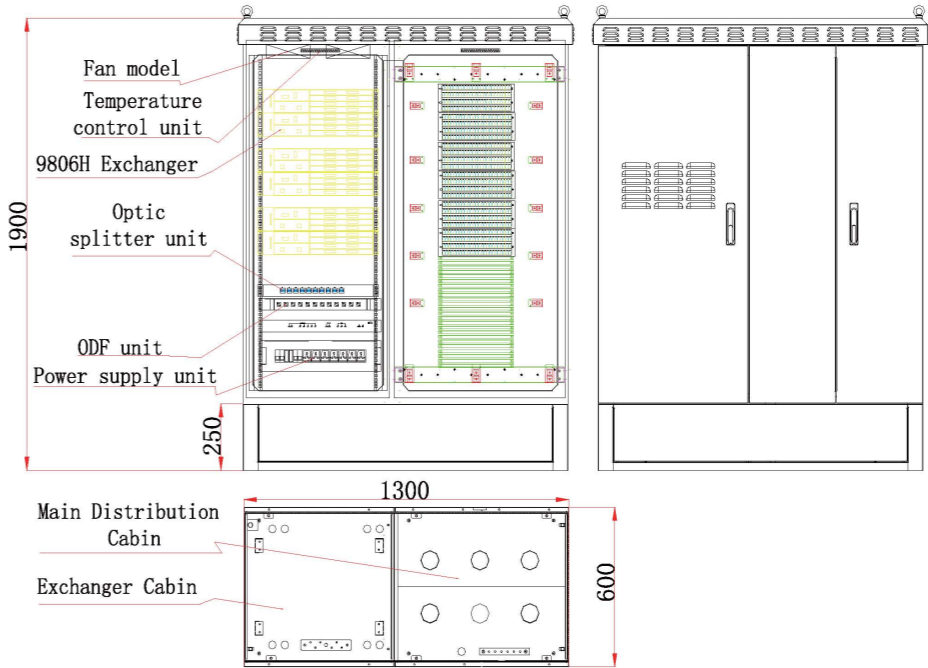 Fan model
Temperature
control unit
9806H Exchanger
Optic
splitter unit
ODF unit
Power supply unit
1900
250
1300
Main Distribution
Cabin
Exchanger Cabin
600